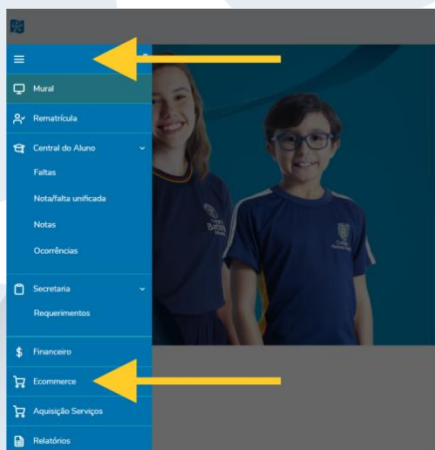 Mural
Rematrícula
Central do Aluno
Faltas
Nota/falta unificada
Notas
Ocorrências
Secretaria
Requerimentos
Financeiro
Ecommerce
Aquisição Serviços
Relatórios